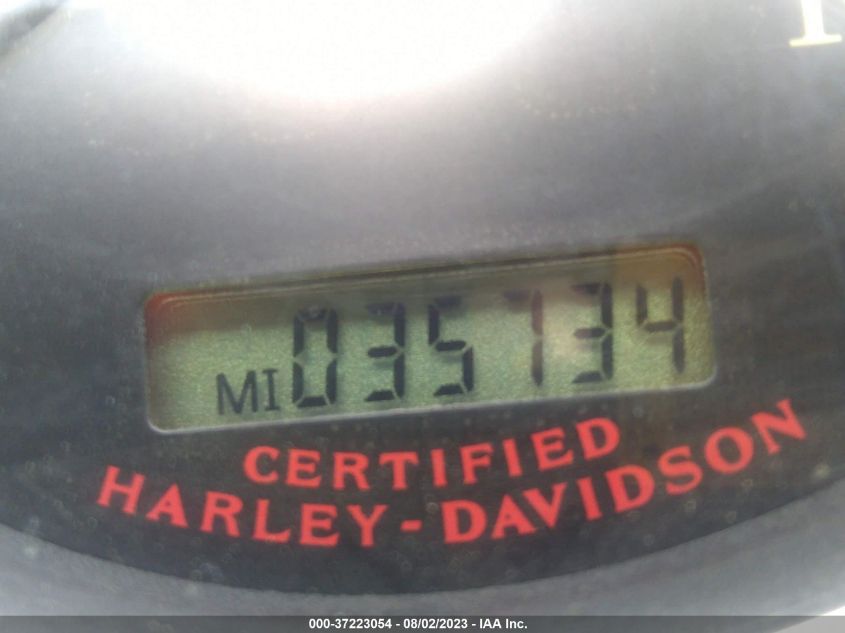 MI 035734
CERTIFIED
HARLEY-DAVIDSON
000-37223054 - 08/02/2023 - IAA Inc.